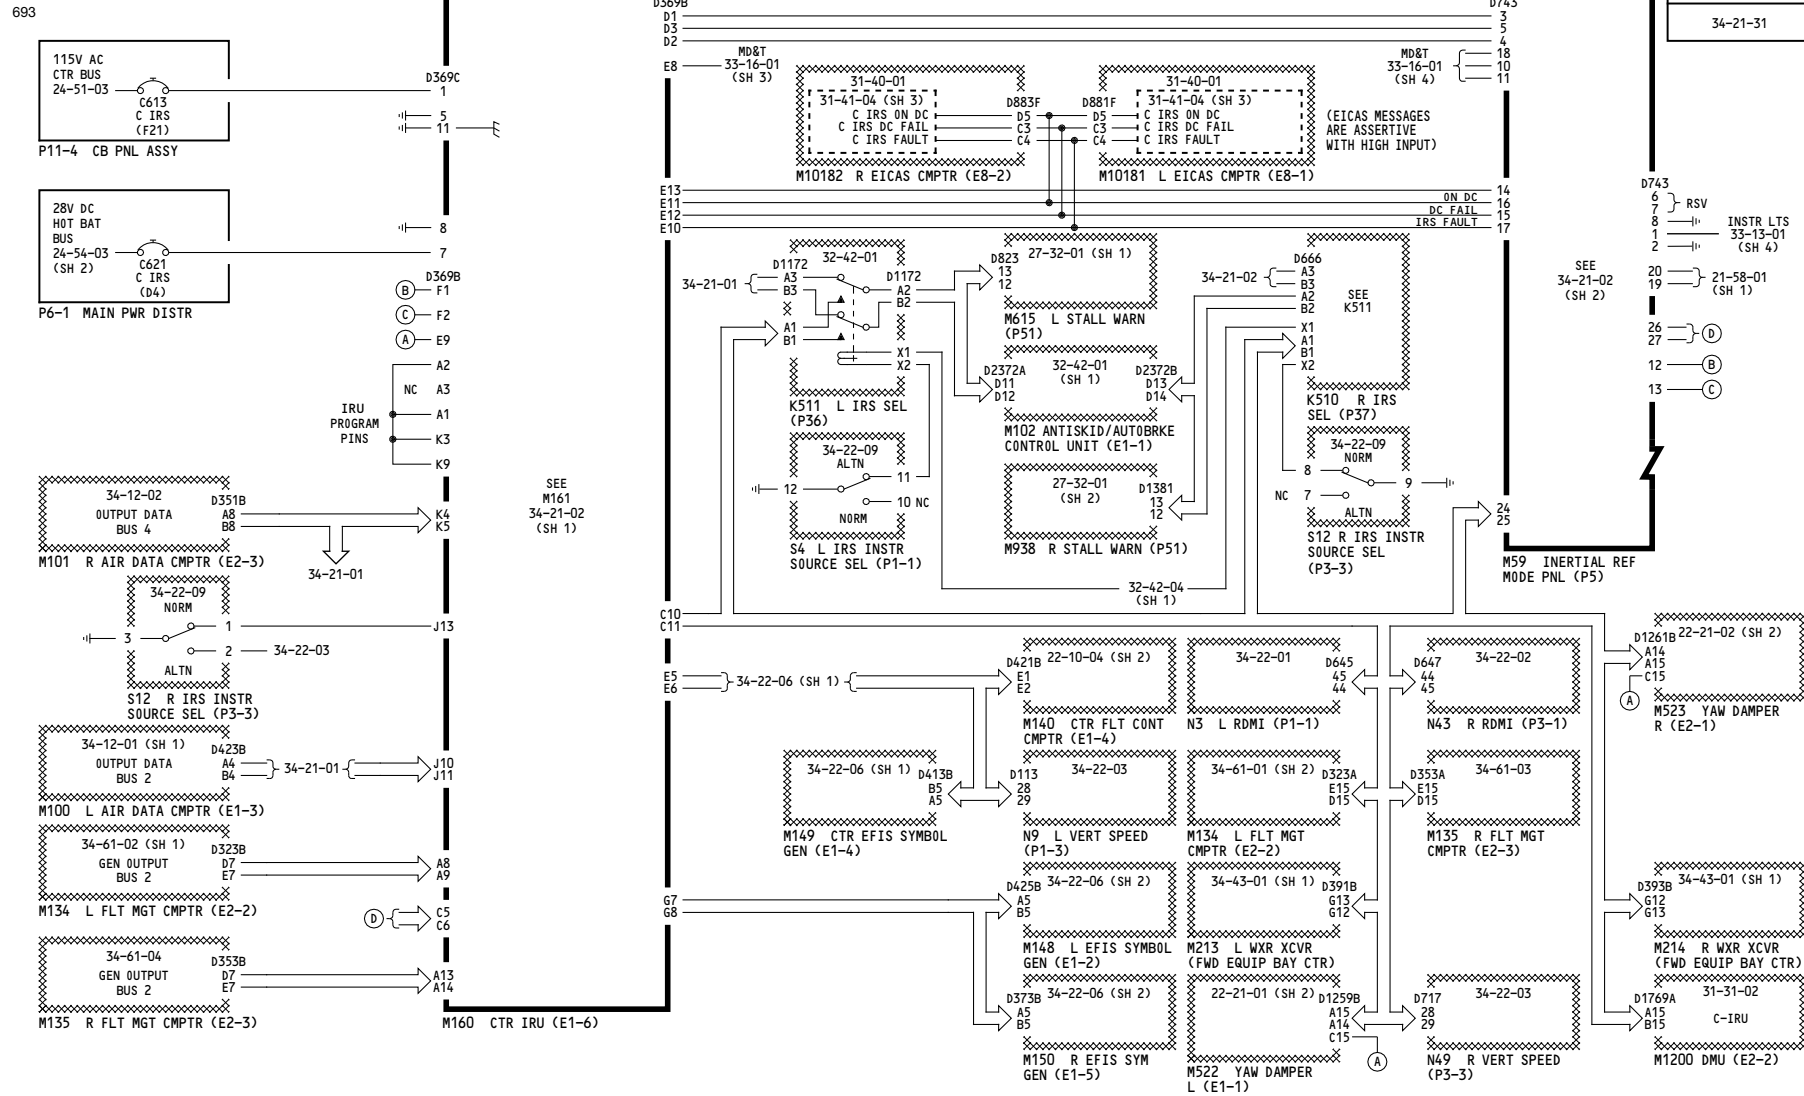 693
115V AC
CTR BUS
24-51-03
C613
C IRS
(F21)
P11-4 CB PNL ASSY
28V DC
HOT BAT
BUS
24-54-03
(SH 2)
C621
C IRS
(D4)
P6-1 MAIN PWR DISTR
D369C
1
5
11
8
7
D369B
B F1
C F2
A E9
A2
NC A3
A1
K3
K9
IRU
PROGRAM
PINS
34-12-02
OUTPUT DATA
BUS 4
D351B
A8
B8
K4
K5
M101 R AIR DATA CMPTR (E2-3)
34-21-01
34-22-09
NORM
1
3
2
34-22-03
ALTN
J13
S12 R IRS INSTR
SOURCE SEL (P3-3)
34-12-01 (SH 1)
OUTPUT DATA
BUS 2
D423B
A4
B4
34-21-01
J10
J11
M100 L AIR DATA CMPTR (E1-3)
34-61-02 (SH 1)
GEN OUTPUT
BUS 2
D323B
D7
E7
A8
A9
M134 L FLT MGT CMPTR (E2-2)
D
C5
C6
34-61-04
GEN OUTPUT
BUS 2
D353B
D7
E7
A13
A14
M135 R FLT MGT CMPTR (E2-3)
SEE
M161
34-21-02
(SH 1)
M160 CTR IRU (E1-6)
D369B
D1
D3
D2
E8
MD&T
33-16-01
(SH 3)
E13
E11
E12
E10
C10
C11
E5
E6
34-22-06 (SH 1)
G7
G8
31-40-01
31-41-04 (SH 3)
C IRS ON DC
C IRS DC FAIL
C IRS FAULT
D883F
D5
C3
C4
M10182 R EICAS CMPTR (E8-2)
D881F
D5
C3
C4
31-40-01
31-41-04 (SH 3)
C IRS ON DC
C IRS DC FAIL
C IRS FAULT
M10181 L EICAS CMPTR (E8-1)
(EICAS MESSAGES
ARE ASSERTIVE
WITH HIGH INPUT)
D743
3
5
4
MD&T
33-16-01
(SH 4)
18
10
11
14
ON DC 16
DC FAIL 15
IRS FAULT 17
34-21-01
32-42-01
D1172
A3
B3
A1
B1
D1172
A2
B2
X1
X2
K511 L IRS SEL
(P36)
34-22-09
ALTN
12
11
10 NC
NORM
S4 L IRS INSTR
SOURCE SEL (P1-1)
27-32-01 (SH 1)
D823
13
12
M615 L STALL WARN
(P51)
32-42-01
(SH 1)
D2372A
D11
D12
D2372B
D13
D14
M102 ANTISKID/AUTOBRKE
CONTROL UNIT (E1-1)
27-32-01
(SH 2)
D1381
13
12
M938 R STALL WARN (P51)
32-42-04
(SH 1)
34-21-02
D666
A3
B3
A2
B2
X1
A1
B1
X2
SEE
K511
K510 R IRS
SEL (P37)
34-22-09
NORM
8
9
NC 7
ALTN
S12 R IRS INSTR
SOURCE SEL
(P3-3)
24
25
SEE
34-21-02
(SH 2)
M59 INERTIAL REF
MODE PNL (P5)
34-21-31
D743
6
7
RSV
8
1
2
INSTR LTS
33-13-01
(SH 4)
20
19
21-58-01
(SH 1)
26
27
D
12 B
13 C
22-10-04 (SH 2)
D421B
E1
E2
M140 CTR FLT CONT
CMPTR (E1-4)
34-22-01
D645
45
44
N3 L RDMI (P1-1)
34-22-02
D647
44
45
N43 R RDMI (P3-1)
22-21-02 (SH 2)
D1261B
A14
A15
C15
A
M523 YAW DAMPER
R (E2-1)
34-22-06 (SH 1)
D413B
B5
A5
M149 CTR EFIS SYMBOL
GEN (E1-4)
34-22-03
D113
28
29
N9 L VERT SPEED
(P1-3)
34-61-01 (SH 2)
D323A
E15
D15
M134 L FLT MGT
CMPTR (E2-2)
34-61-03
D353A
E15
D15
M135 R FLT MGT
CMPTR (E2-3)
34-22-06 (SH 2)
D425B
A5
B5
M148 L EFIS SYMBOL
GEN (E1-2)
34-43-01 (SH 1)
D391B
G13
G12
M213 L WXR XCVR
(FWD EQUIP BAY CTR)
34-43-01 (SH 1)
D393B
G12
G13
M214 R WXR XCVR
(FWD EQUIP BAY CTR)
34-22-06 (SH 2)
D373B
A5
B5
M150 R EFIS SYM
GEN (E1-5)
22-21-01 (SH 2)
D1259B
A15
A14
C15
A
M522 YAW DAMPER
L (E1-1)
34-22-03
D717
28
29
N49 R VERT SPEED
(P3-3)
31-31-02
D1769A
A15
B15
C-IRU
M1200 DMU (E2-2)